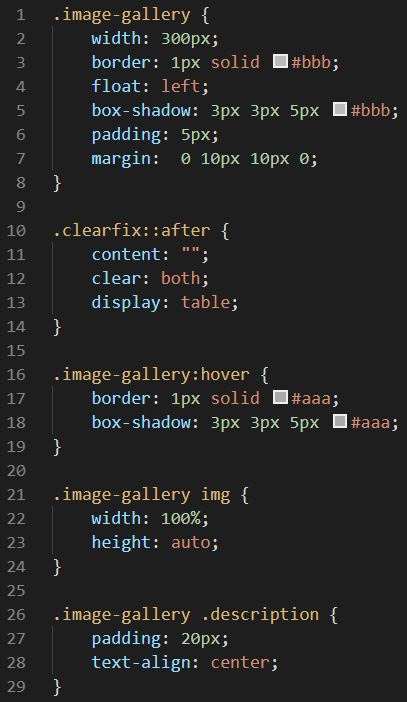 1 .image-gallery {
2     width: 300px;
3     border: 1px solid #bbb;
4     float: left;
5     box-shadow: 3px 3px 5px #bbb;
6     padding: 5px;
7     margin:  0 10px 10px 0;
8 }
9
10 .clearfix::after {
11     content: "";
12     clear: both;
13     display: table;
14 }
15
16 .image-gallery:hover {
17     border: 1px solid #aaa;
18     box-shadow: 3px 3px 5px #aaa;
19 }
20
21 .image-gallery img {
22     width: 100%;
23     height: auto;
24 }
25
26 .image-gallery .description {
27     padding: 20px;
28     text-align: center;
29 }